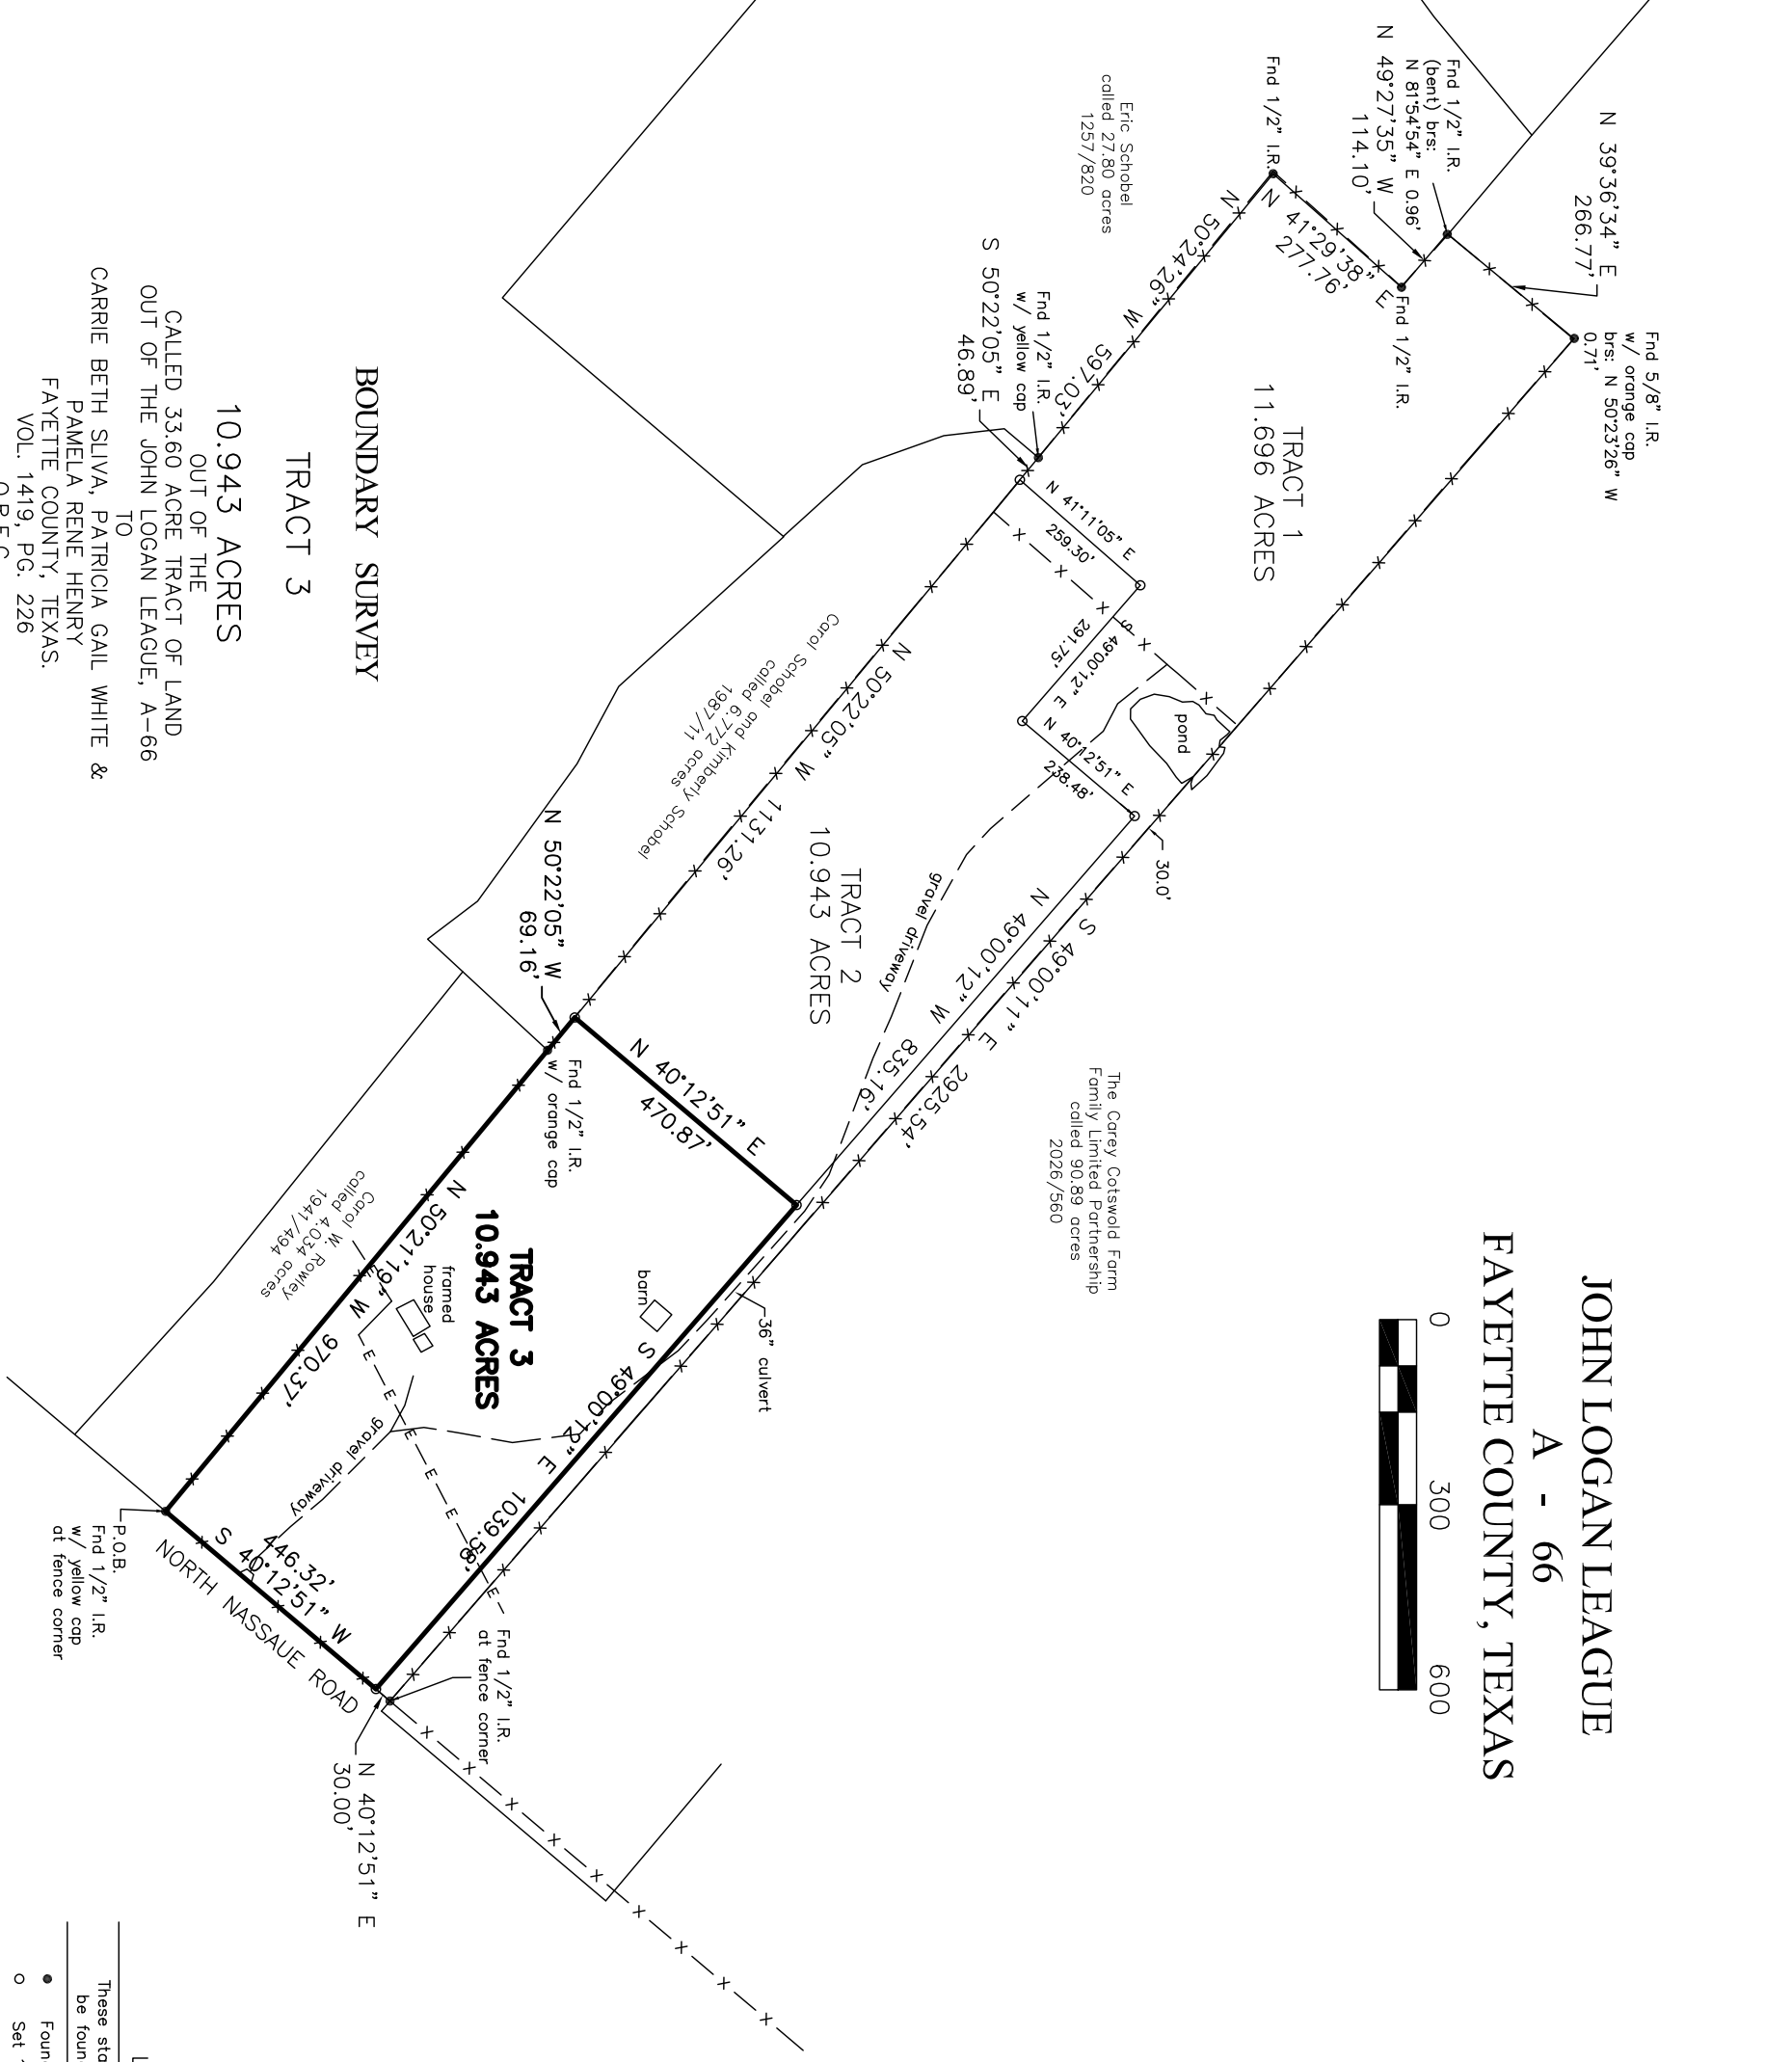 JOHN LOGAN LEAGUE
A - 66
FAYETTE COUNTY, TEXAS
0 300 600
Fnd 5/8" I.R.
w/ orange cap
brs: N 50°23'26" W
0.71'
N 39°36'34" E
266.77'
Fnd 1/2" I.R.
(bent) brs:
N 81°54'54" E 0.96'
N 49°27'35" W
114.10'
Fnd 1/2" I.R.
Fnd 1/2" I.R.
N 41°29'38" E
277.76'
N 50°24'26" W 597.03'
Eric Schobel
called 27.80 acres
1257/820
TRACT 1
11.696 ACRES
Fnd 1/2" I.R.
w/ yellow cap
S 50°22'05" E
46.89'
N 41°11'05" E
259.30'
S 49°00'12" E
291.75'
N 40°12'51" E
238.48'
pond
30.0'
S 49°00'11" E 2925.54'
N 49°00'12" W 835.16'
gravel driveway
TRACT 2
10.943 ACRES
The Carey Cotswold Farm
Family Limited Partnership
called 90.89 acres
2026/560
N 50°22'05" W 1131.26'
Carol Schobel and Kimberly Schobel
called 6.772 acres
1987/11
N 50°22'05" W
69.16'
Fnd 1/2" I.R.
w/ orange cap
N 40°12'51" E
470.87'
TRACT 3
10.943 ACRES
barn
36" culvert
framed
house
E E E E E E E
gravel driveway
S 49°00'12" E 1039.58'
N 50°21'19" W 970.37'
Carol W. Rowley
called 4.034 acres
1941/494
446.32'
S 40°12'51" W
NORTH NASSAUE ROAD
P.O.B.
Fnd 1/2" I.R.
w/ yellow cap
at fence corner
Fnd 1/2" I.R.
at fence corner
N 40°12'51" E
30.00'
BOUNDARY SURVEY
TRACT 3
10.943 ACRES
OUT OF THE
CALLED 33.60 ACRE TRACT OF LAND
OUT OF THE JOHN LOGAN LEAGUE, A-66
TO
CARRIE BETH SLIVA, PATRICIA GAIL WHITE &
PAMELA RENE HENRY
FAYETTE COUNTY, TEXAS.
VOL. 1419, PG. 226
These sta
be foun
Foun
Set